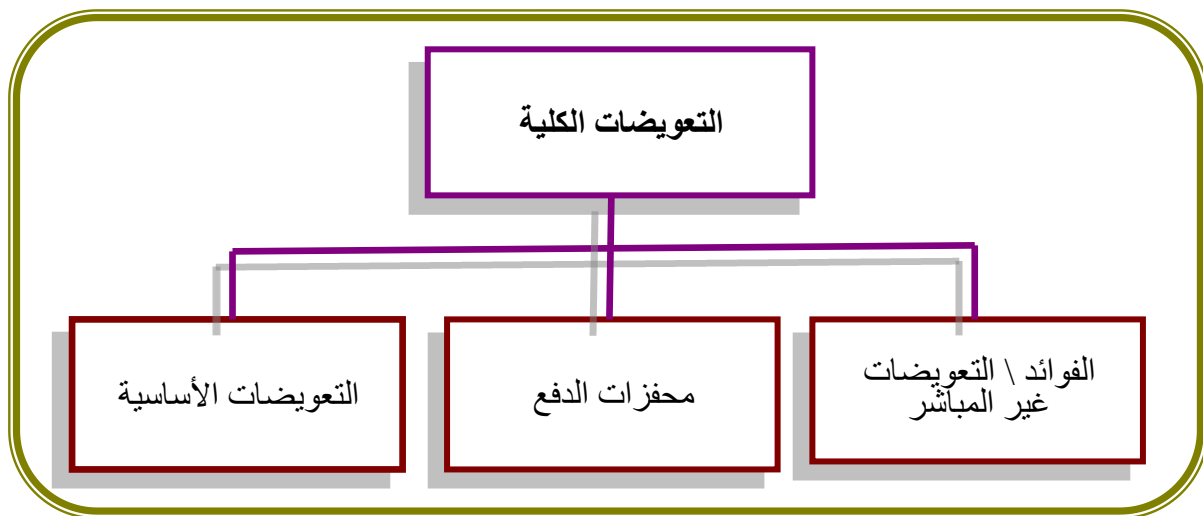 التعويضات الكلية
الفوائد \ التعويضات
غير المباشر
محفزات الدفع
التعويضات الأساسية